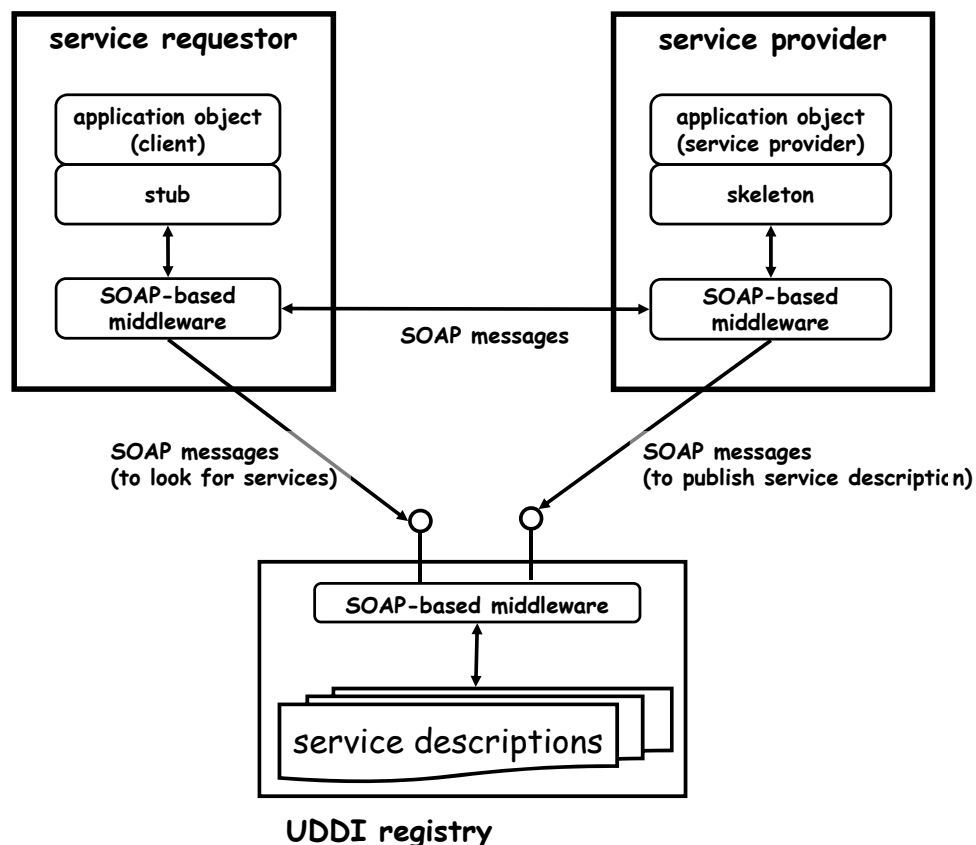 service requestor
application object
(client)
stub
SOAP-based
middleware
service provider
application object
(service provider)
skeleton
SOAP-based
middleware
SOAP messages
SOAP messages
(to look for services)
SOAP messages
(to publish service description)
SOAP-based middleware
service descriptions
UDDI registry